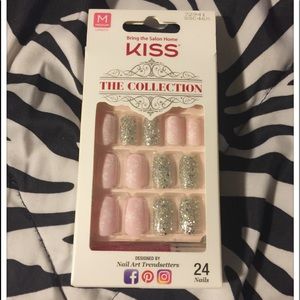 M
Bring the Salon Home
KISS
THE COLLECTION
DESIGNED BY
Nail Art Trendsetters
24
Nails